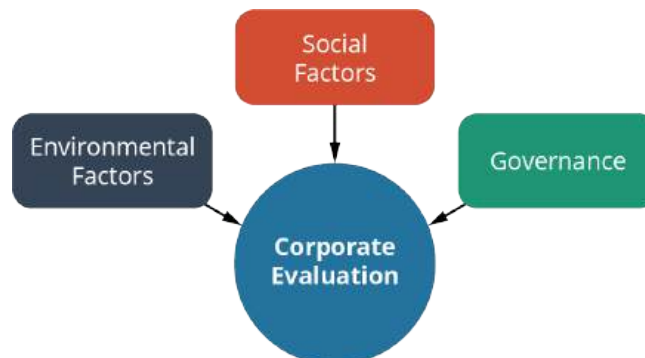 Social
Factors
Environmental
Factors
Governance
Corporate
Evaluation